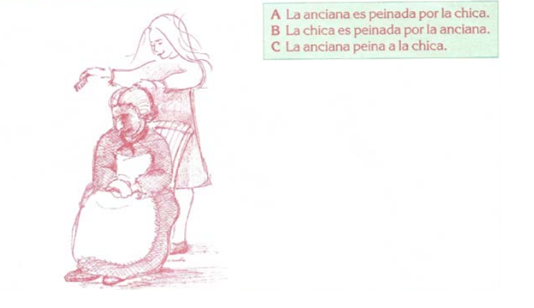 A La anciana es peinada por la chica.
B La chica es peinada por la anciana.
C La anciana peina a la chica.